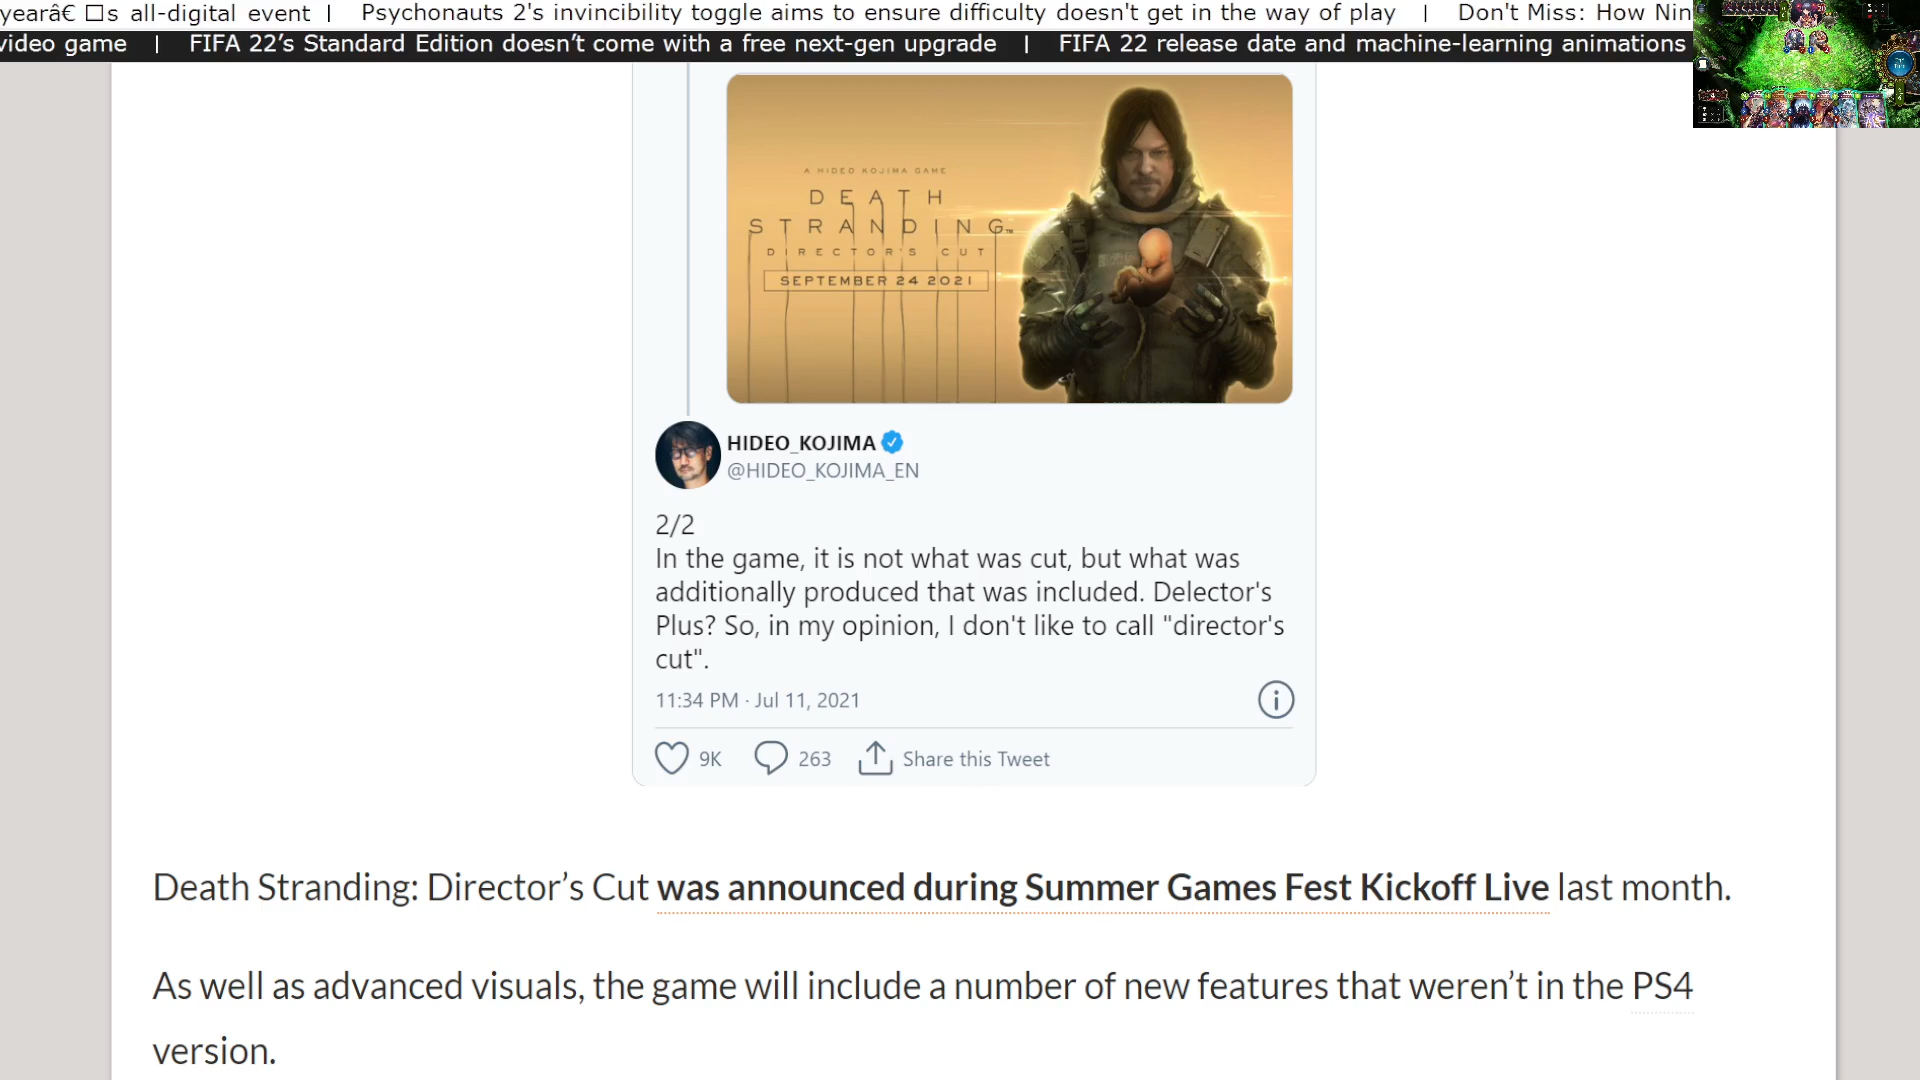 yearâ€ □s all-digital event | Psychonauts 2's invincibility toggle aims to ensure difficulty doesn't get in the way of play | Don't Miss: How Nin
video game | FIFA 22’s Standard Edition doesn’t come with a free next-gen upgrade | FIFA 22 release date and machine-learning animations
A HIDEO KOJIMA GAME
DEATH
STRANDING™
DIRECTOR'S CUT
SEPTEMBER 24 2021
HIDEO_KOJIMA
@HIDEO_KOJIMA_EN
2/2
In the game, it is not what was cut, but what was
additionally produced that was included. Delector's
Plus? So, in my opinion, I don't like to call "director's
cut".
11:34 PM · Jul 11, 2021
9K 263 Share this Tweet
Death Stranding: Director’s Cut was announced during Summer Games Fest Kickoff Live last month.
As well as advanced visuals, the game will include a number of new features that weren’t in the PS4
version.